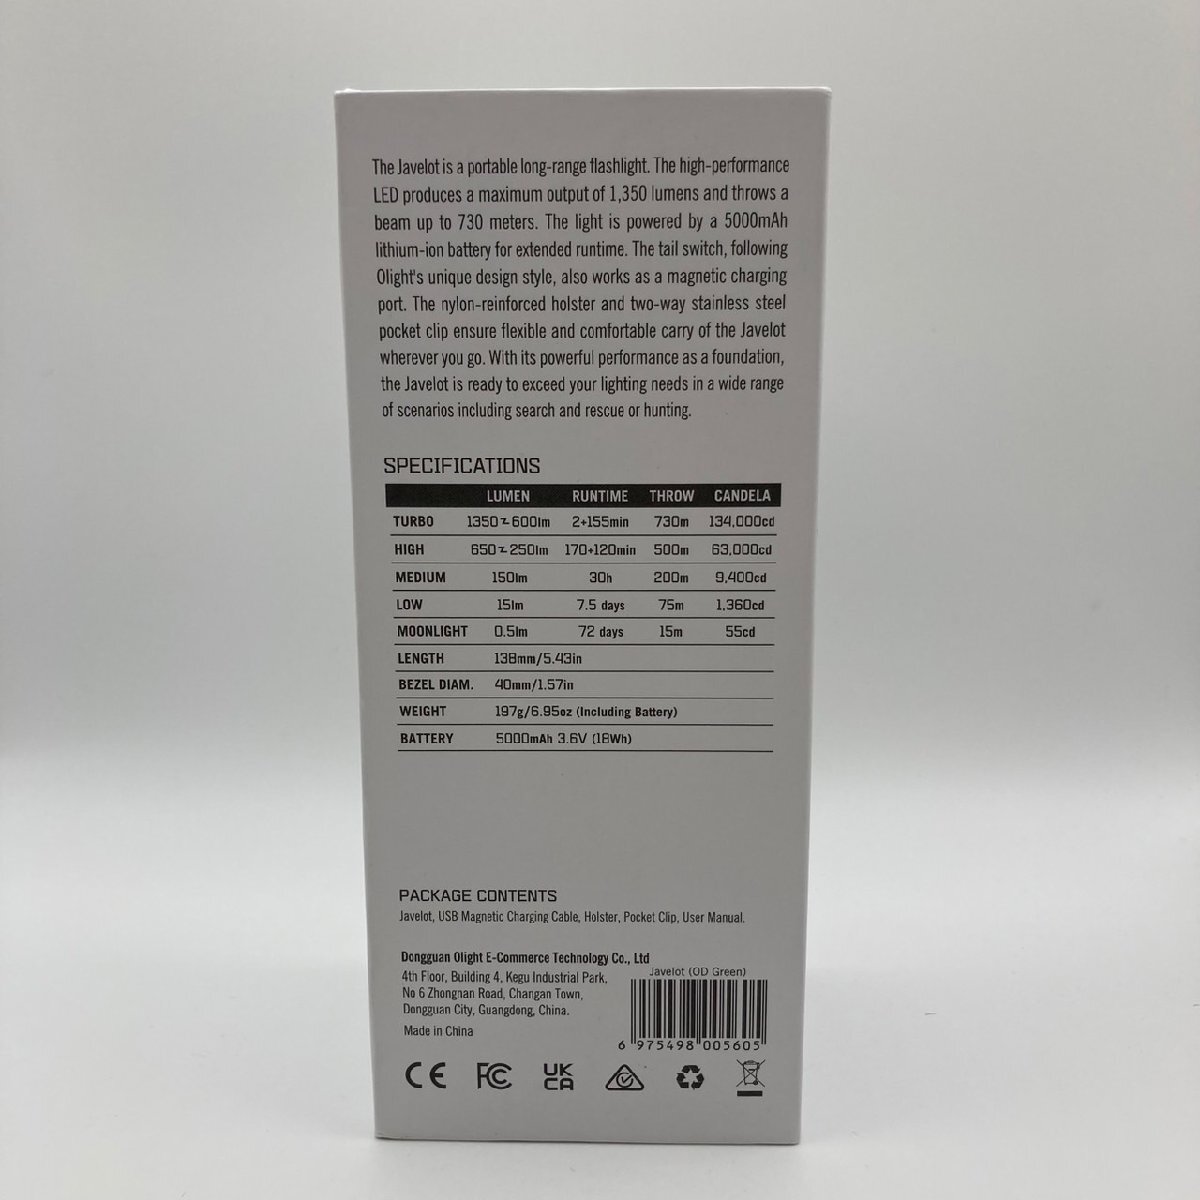 The Javelot is a portable long-range flashlight. The high-performance
LED produces a maximum output of 1,350 lumens and throws a
beam up to 730 meters. The light is powered by a 5000mAh
lithium-ion battery for extended runtime. The tail switch, following
Olight's unique design style, also works as a magnetic charging
port. The nylon-reinforced holster and two-way stainless steel
pocket clip ensure flexible and comfortable carry of the Javelot
wherever you go. With its powerful performance as a foundation,
the Javelot is ready to exceed your lighting needs in a wide range
of scenarios including search and rescue or hunting.
SPECIFICATIONS
LUMEN RUNTIME THROW CANDELA
TURBO 1350~600lm 2+155min 730m 134,000cd
HIGH 650~250lm 170+120min 500m 63,000cd
MEDIUM 150lm 30h 200m 9,400cd
LOW 15lm 7.5 days 75m 1,360cd
MOONLIGHT 0.5lm 72 days 15m 55cd
LENGTH 138mm/5.43in
BEZEL DIAM. 40mm/1.57in
WEIGHT 197g/6.95oz (Including Battery)
BATTERY 5000mAh 3.6V (18Wh)
PACKAGE CONTENTS
Javelot, USB Magnetic Charging Cable, Holster, Pocket Clip, User Manual.
Dongguan Olight E-Commerce Technology Co., Ltd
4th Floor, Building 4, Kegu Industrial Park,
No 6 Zhongnan Road, Changan Town,
Dongguan City, Guangdong, China.
Made in China
Javelot (OD Green)
6 975498 005605
CE FC UK
CA